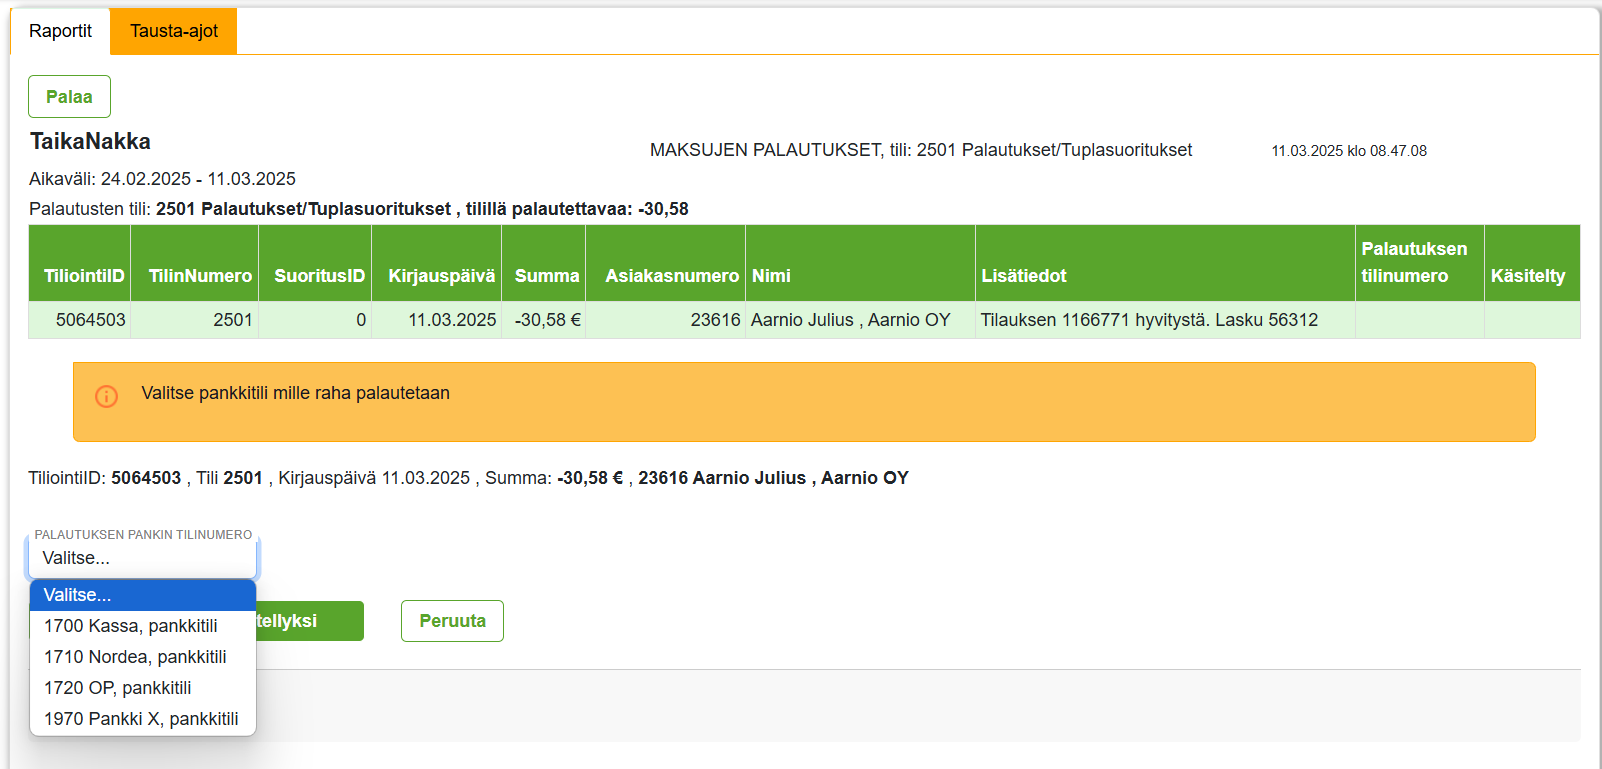 Raportit Tausta-ajot
Palaa
TaikaNakka
MAKSUJEN PALAUTUKSET, tili: 2501 Palautukset/Tuplasuoritukset 11.03.2025 klo 08.47.08
Aikaväli: 24.02.2025 - 11.03.2025
Palautusten tili: 2501 Palautukset/Tuplasuoritukset , tilillä palautettavaa: -30,58
TiliointiID TilinNumero SuoritusID Kirjauspäivä Summa Asiakasnumero Nimi Lisätiedot Palautuksen tilinumero Käsitelty
5064503 2501 0 11.03.2025 -30,58 € 23616 Aarnio Julius , Aarnio OY Tilauksen 1166771 hyvitystä. Lasku 56312
Valitse pankkitili mille raha palautetaan
TiliointiID: 5064503 , Tili 2501 , Kirjauspäivä 11.03.2025 , Summa: -30,58 € , 23616 Aarnio Julius , Aarnio OY
PALAUTUKSEN PANKIN TILINUMERO
Valitse...
Valitse...
1700 Kassa, pankkitili
1710 Nordea, pankkitili
1720 OP, pankkitili
1970 Pankki X, pankkitili
tellyksi Peruuta